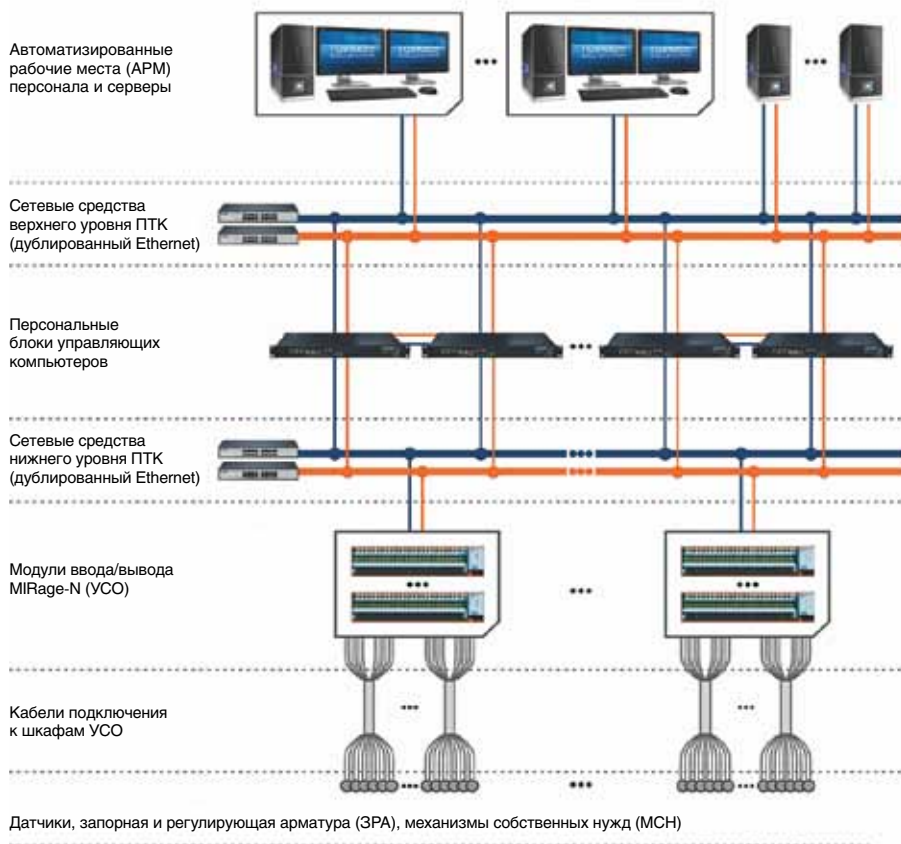 Автоматизированные
рабочие места (АРМ)
персонала и серверы
Сетевые средства
верхнего уровня ПТК
(дублированный Ethernet)
Персональные
блоки управляющих
компьютеров
Сетевые средства
нижнего уровня ПТК
(дублированный Ethernet)
Модули ввода/вывода
MIRage-N (УСО)
Кабели подключения
к шкафам УСО
Датчики, запорная и регулирующая арматура (ЗРА), механизмы собственных нужд (МСН)